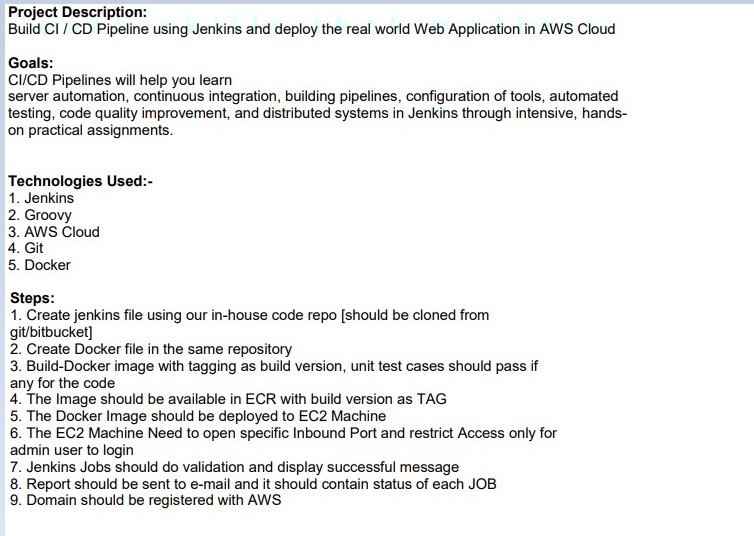 Project Description:
Build CI / CD Pipeline using Jenkins and deploy the real world Web Application in AWS Cloud
Goals:
CI/CD Pipelines will help you learn
server automation, continuous integration, building pipelines, configuration of tools, automated
testing, code quality improvement, and distributed systems in Jenkins through intensive, hands-
on practical assignments.
Technologies Used:-
1. Jenkins
2. Groovy
3. AWS Cloud
4. Git
5. Docker
Steps:
1. Create jenkins file using our in-house code repo [should be cloned from
git/bitbucket]
2. Create Docker file in the same repository
3. Build-Docker image with tagging as build version, unit test cases should pass if
any for the code
4. The Image should be available in ECR with build version as TAG
5. The Docker Image should be deployed to EC2 Machine
6. The EC2 Machine Need to open specific Inbound Port and restrict Access only for
admin user to login
7. Jenkins Jobs should do validation and display successful message
8. Report should be sent to e-mail and it should contain status of each JOB
9. Domain should be registered with AWS